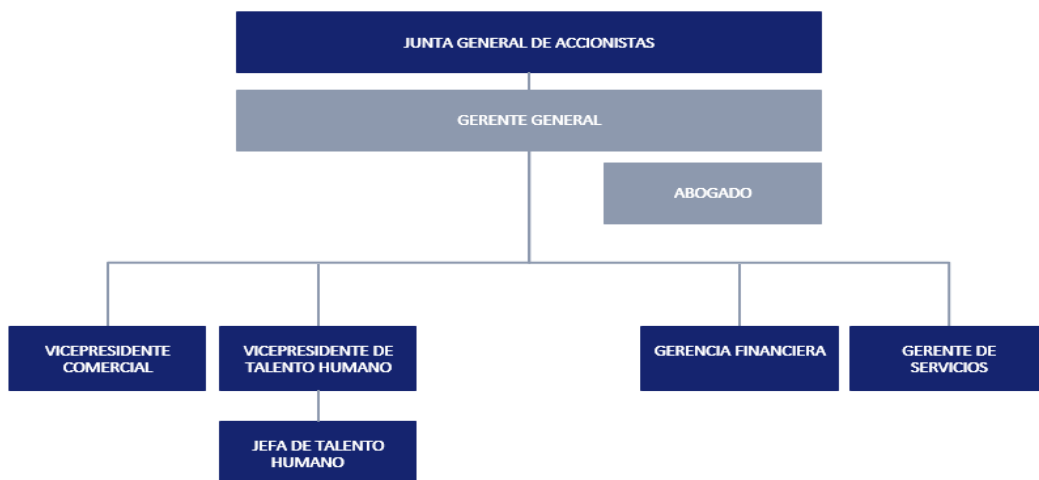 JUNTA GENERAL DE ACCIONISTAS
GERENTE GENERAL
ABOGADO
VICEPRESIDENTE
COMERCIAL
VICEPRESIDENTE DE
TALENTO HUMANO
GERENCIA FINANCIERA
GERENTE DE
SERVICIOS
JEFA DE TALENTO
HUMANO